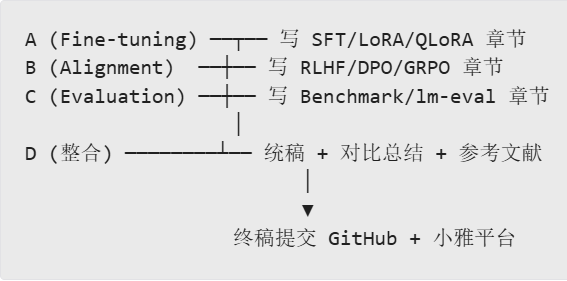 A (Fine-tuning) ──┬── 写 SFT/LoRA/QLoRA 章节
B (Alignment) ──┼── 写 RLHF/DPO/GRPO 章节
C (Evaluation) ──┼── 写 Benchmark/lm-eval 章节
│
D (整合) ────────┴── 统稿 + 对比总结 + 参考文献
│
▼
终稿提交 GitHub + 小雅平台